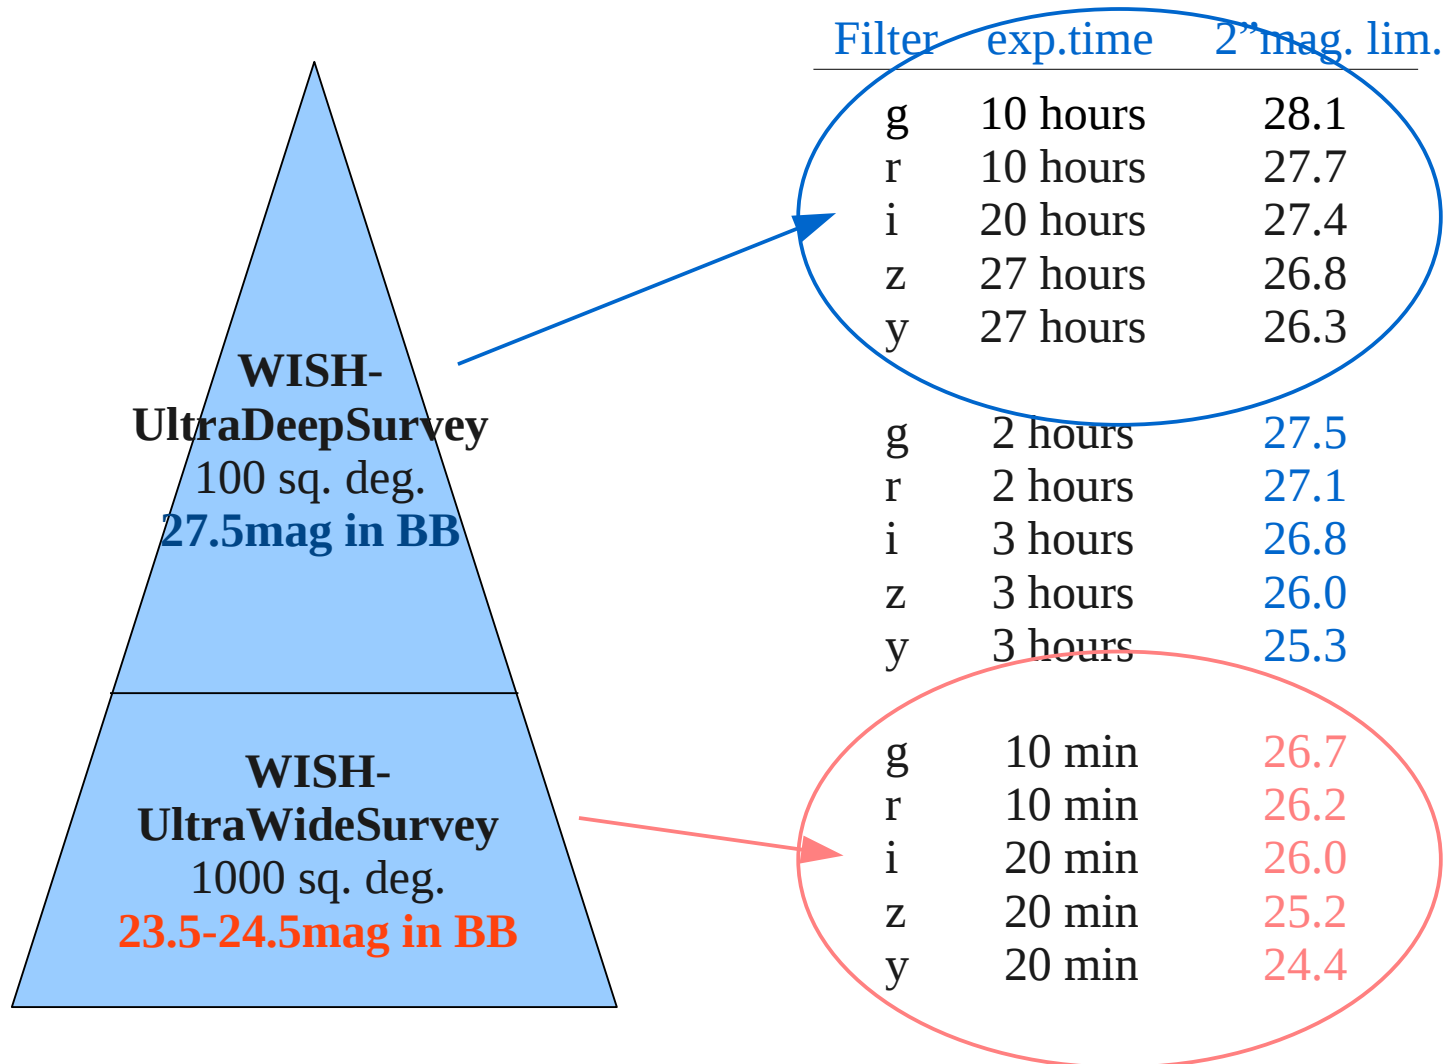 WISH-
UltraDeepSurvey
100 sq. deg.
27.5mag in BB
WISH-
UltraWideSurvey
1000 sq. deg.
23.5-24.5mag in BB
Filter exp.time 2”mag. lim.
g 10 hours 28.1
r 10 hours 27.7
i 20 hours 27.4
z 27 hours 26.8
y 27 hours 26.3
g 2 hours 27.5
r 2 hours 27.1
i 3 hours 26.8
z 3 hours 26.0
y 3 hours 25.3
g 10 min 26.7
r 10 min 26.2
i 20 min 26.0
z 20 min 25.2
y 20 min 24.4